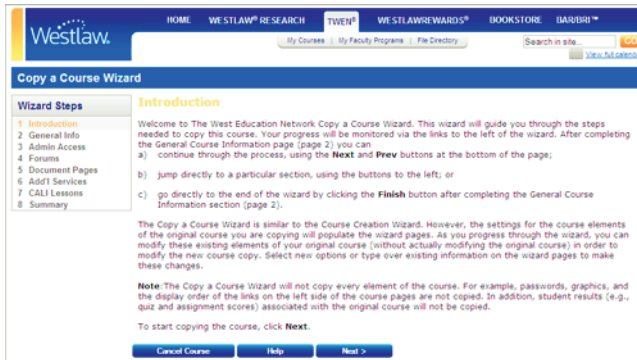 HOME WESTLAW® RESEARCH TWEN® WESTLAWREWARDS® BOOKSTORE BAR/BRI™
Westlaw.
My Courses | My Faculty Programs | File Directory
Search in site... GO
View full calend
Copy a Course Wizard
Wizard Steps
1 Introduction
2 General Info
3 Admin Access
4 Forums
5 Document Pages
6 Add'l Services
7 CALI Lessons
8 Summary
Introduction
Welcome to The West Education Network Copy a Course Wizard. This wizard will guide you through the steps
needed to copy this course. Your progress will be monitored via the links to the left of the wizard. After completing
the General Course Information page (page 2) you can
a) continue through the process, using the Next and Prev buttons at the bottom of the page;
b) jump directly to a particular section, using the buttons to the left; or
c) go directly to the end of the wizard by clicking the Finish button after completing the General Course
Information section (page 2).
The Copy a Course Wizard is similar to the Course Creation Wizard. However, the settings for the course elements
of the original course you are copying will populate the wizard pages. As you progress through the wizard, you can
modify these existing elements of your original course (without actually modifying the original course) in order to
modify the new course copy. Select new options or type over existing information on the wizard pages to make
these changes.
Note:The Copy a Course Wizard will not copy every element of the course. For example, passwords, graphics, and
the display order of the links on the left side of the course pages are not copied. In addition, student results (e.g.,
quiz and assignment scores) associated with the original course will not be copied.
To start copying the course, click Next.
Cancel Course Help Next >